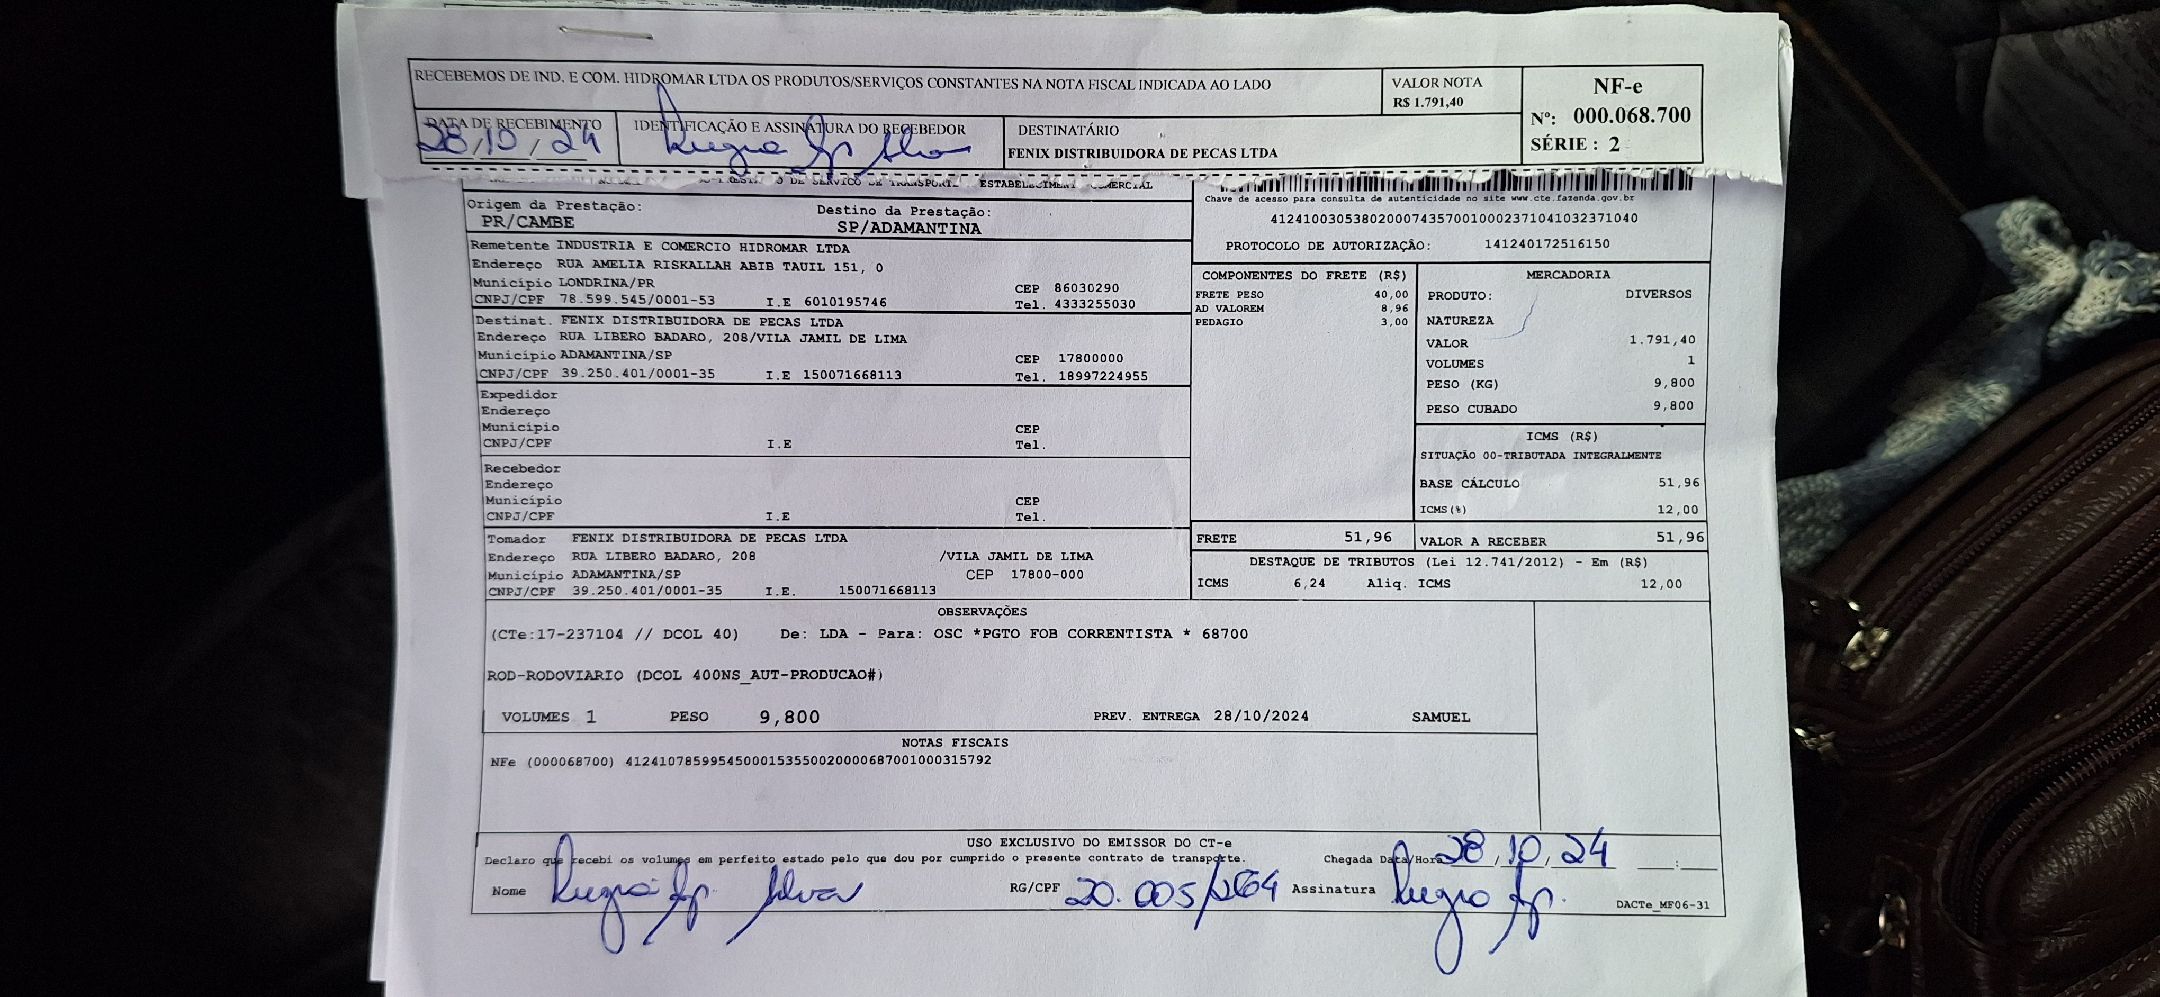 RECEBEMOS DE IND. E COM. HIDROMAR LTDA OS PRODUTOS/SERVIÇOS CONSTANTES NA NOTA FISCAL INDICADA AO LADO
VALOR NOTA
R$ 1.791,40
NF-e
Nº: 000.068.700
SÉRIE : 2
DATA DE RECEBIMENTO
28/10/24
IDENTIFICAÇÃO E ASSINATURA DO RECEBEDOR
DESTINATÁRIO
FENIX DISTRIBUIDORA DE PECAS LTDA
Origem da Prestação:
PR/CAMBE
Destino da Prestação:
SP/ADAMANTINA
Chave de acesso para consulta de autenticidade no site www.cte.fazenda.gov.br
41241003053802000743570010002371041032371040
PROTOCOLO DE AUTORIZAÇÃO: 141240172516150
Remetente INDUSTRIA E COMERCIO HIDROMAR LTDA
Endereço RUA AMELIA RISKALLAH ABIB TAUIL 151, 0
Município LONDRINA/PR CEP 86030290
CNPJ/CPF 78.599.545/0001-53 I.E 6010195746 Tel. 4333255030
Destinat. FENIX DISTRIBUIDORA DE PECAS LTDA
Endereço RUA LIBERO BADARO, 208/VILA JAMIL DE LIMA
Município ADAMANTINA/SP CEP 17800000
CNPJ/CPF 39.250.401/0001-35 I.E 150071668113 Tel. 18997224955
Expedidor
Endereço
Município CEP
CNPJ/CPF I.E Tel.
Recebedor
Endereço
Município CEP
CNPJ/CPF I.E Tel.
Tomador FENIX DISTRIBUIDORA DE PECAS LTDA
Endereço RUA LIBERO BADARO, 208 /VILA JAMIL DE LIMA
Município ADAMANTINA/SP CEP 17800-000
CNPJ/CPF 39.250.401/0001-35 I.E. 150071668113
COMPONENTES DO FRETE (R$)
FRETE PESO 40,00
AD VALOREM 8,96
PEDAGIO 3,00
MERCADORIA
PRODUTO: DIVERSOS
NATUREZA
VALOR 1.791,40
VOLUMES 1
PESO (KG) 9,800
PESO CUBADO 9,800
ICMS (R$)
SITUAÇÃO 00-TRIBUTADA INTEGRALMENTE
BASE CÁLCULO 51,96
ICMS(%) 12,00
FRETE 51,96
VALOR A RECEBER 51,96
DESTAQUE DE TRIBUTOS (Lei 12.741/2012) - Em (R$)
ICMS 6,24 Aliq. ICMS 12,00
OBSERVAÇÕES
(CTe:17-237104 // DCOL 40) De: LDA - Para: OSC *PGTO FOB CORRENTISTA * 68700
ROD-RODOVIARIO (DCOL 400NS_AUT-PRODUCAO#)
VOLUMES 1 PESO 9,800 PREV. ENTREGA 28/10/2024 SAMUEL
NOTAS FISCAIS
NFe (000068700) 41241078599545000153550020000687001000315792
USO EXCLUSIVO DO EMISSOR DO CT-e
Declaro que recebi os volumes em perfeito estado pelo que dou por cumprido o presente contrato de transporte. Chegada Data/Hora 28/10/24 __:__
Nome Silva RG/CPF Assinatura
DACTe_MF06-31